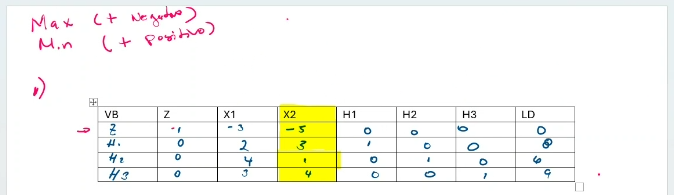 Max (+ Negativo)
Min (+ Positivo)
1)
VB Z X1 X2 H1 H2 H3 LD
Z -1 -3 -5 0 0 0 0
H1 0 2 3 1 0 0 8
H2 0 4 1 0 1 0 6
H3 0 3 4 0 0 1 9